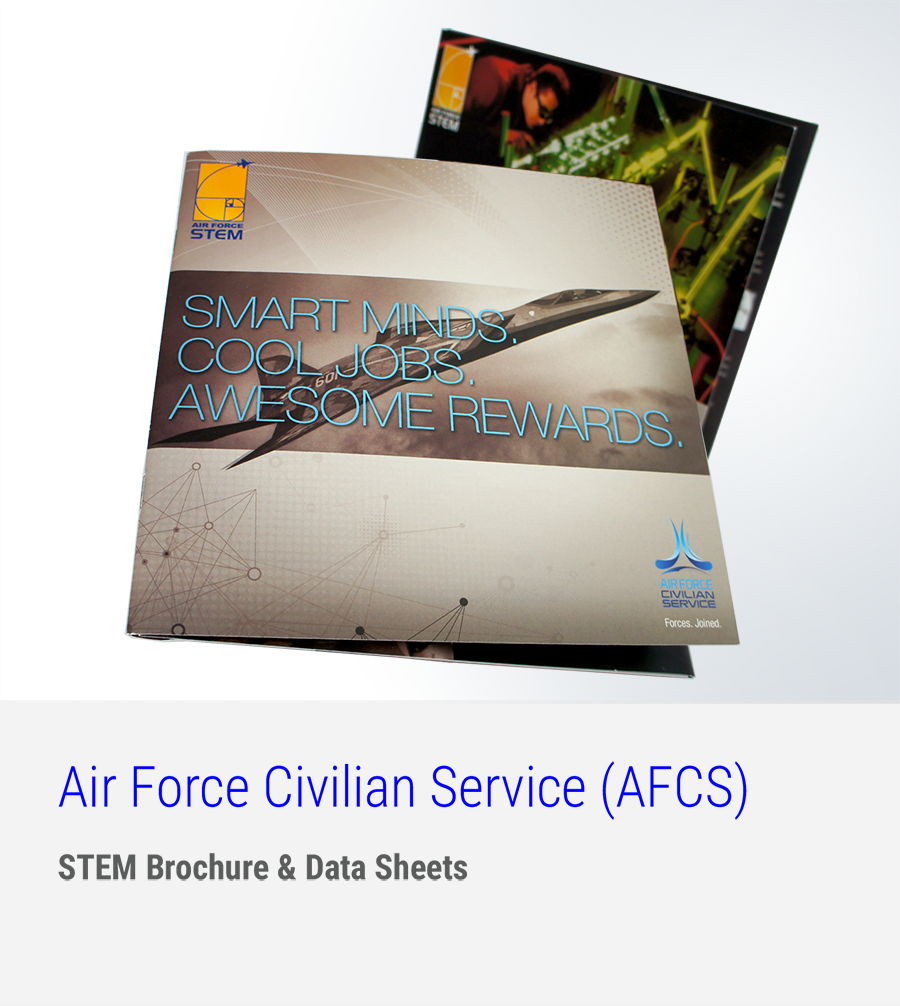 AIR FORCE
STEM
AIR FORCE
STEM
SMART MINDS.
COOL JOBS.
AWESOME REWARDS.
601
AIR FORCE
CIVILIAN
SERVICE
Forces. Joined.
Air Force Civilian Service (AFCS)
STEM Brochure & Data Sheets